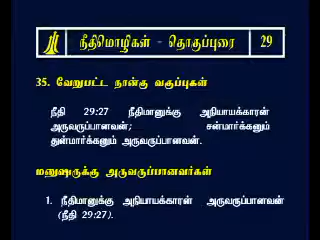 நீதிமொழிகள் - தொகுப்புரை 29
35. வேறுபட்ட நான்கு வகுப்புகள்
நீதி 29:27 நீதிமானுக்கு அநியாயக்காரன்
அருவருப்பானவன்; சன்மார்க்கனும்
துன்மார்க்கனும் அருவருப்பானவன்.
மனுஷருக்கு அருவருப்பானவர்கள்
1. நீதிமானுக்கு அநியாயக்காரன் அருவருப்பானவன்
(நீதி 29:27).